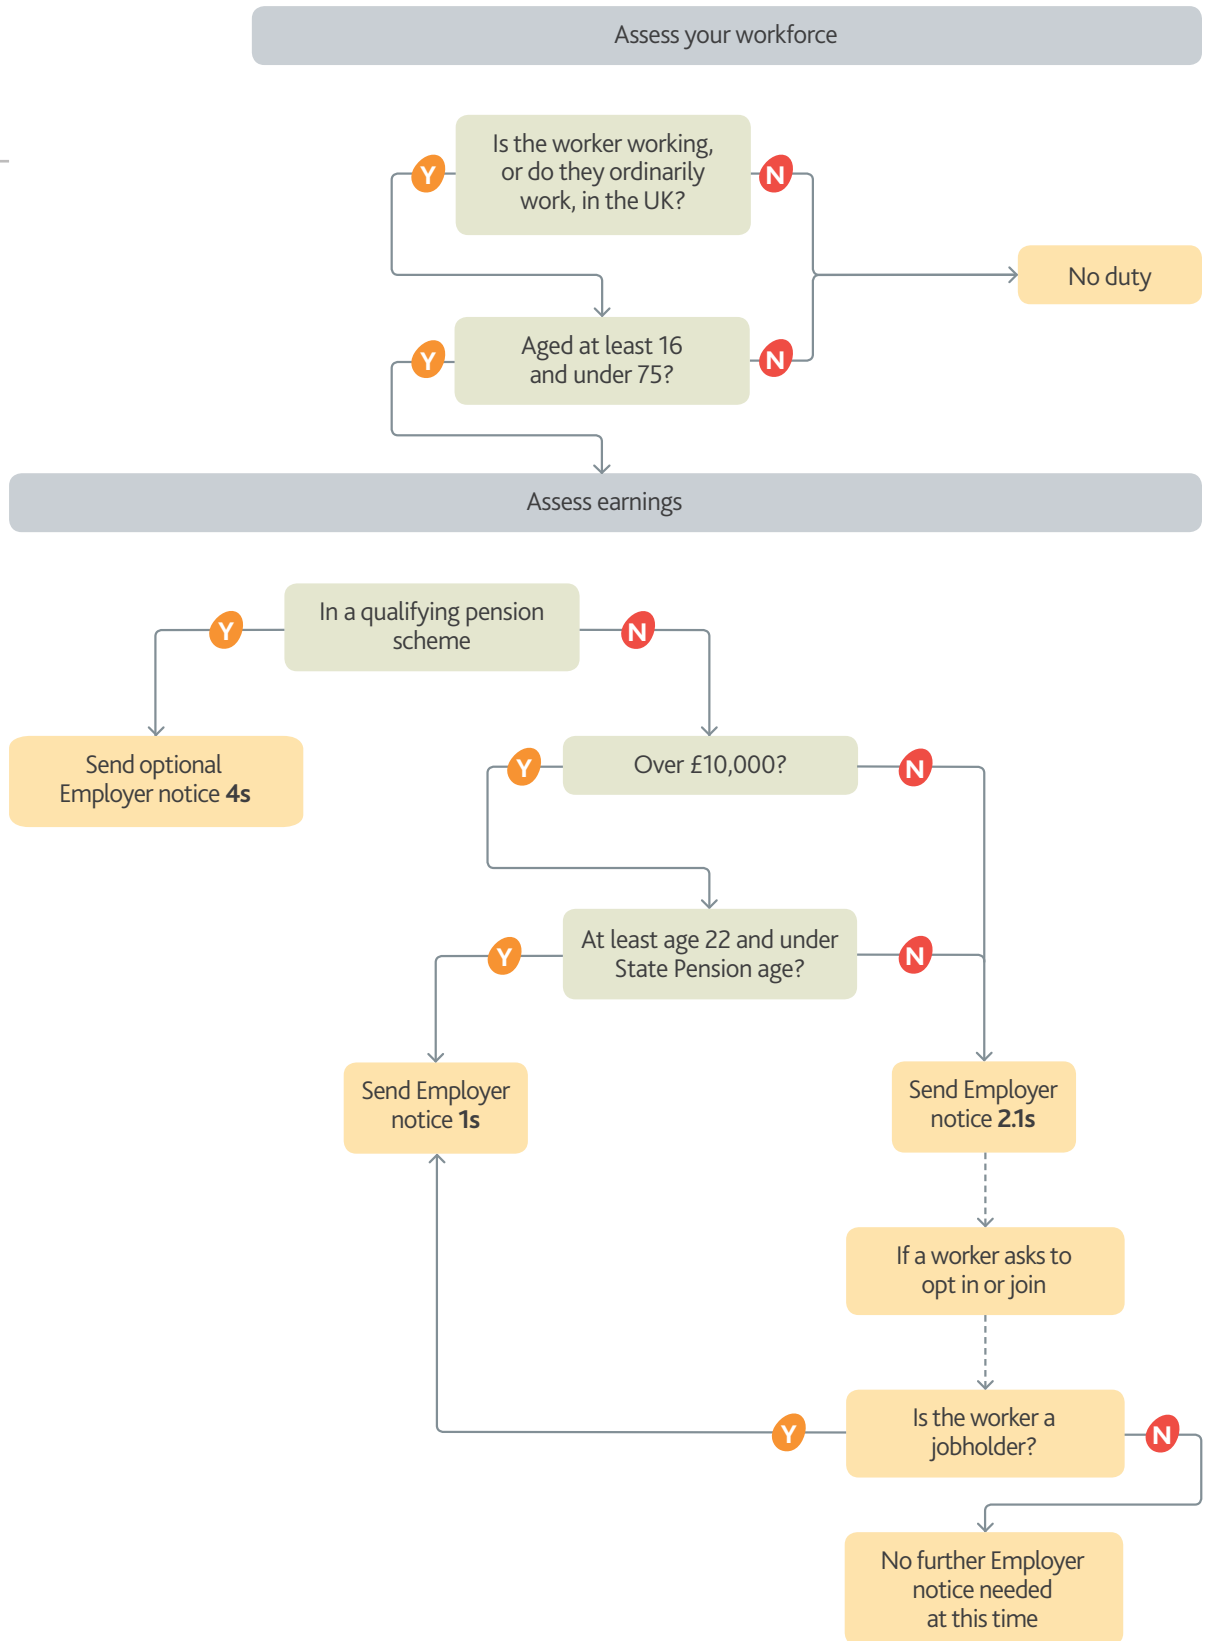 Assess your workforce
Is the worker working,
or do they ordinarily
work, in the UK?
Y
N
No duty
Aged at least 16
and under 75?
Y
N
Assess earnings
In a qualifying pension
scheme
Y
N
Send optional
Employer notice 4s
Over £10,000?
Y
N
At least age 22 and under
State Pension age?
Y
N
Send Employer
notice 1s
Send Employer
notice 2.1s
If a worker asks to
opt in or join
Is the worker a
jobholder?
Y
N
No further Employer
notice needed
at this time